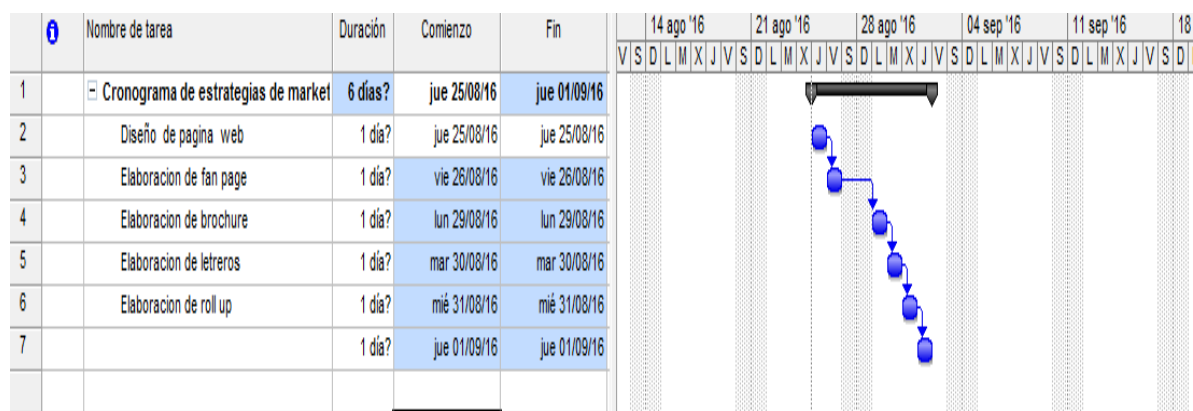 Nombre de tarea Duración Comienzo Fin 14 ago '16 21 ago '16 28 ago '16 04 sep '16 11 sep '16 18
V S D L M X J V S D L M X J V S D L M X J V S D L M X J V S D L M X J V S D
1 Cronograma de estrategias de market 6 días? jue 25/08/16 jue 01/09/16
2 Diseño de pagina web 1 día? jue 25/08/16 jue 25/08/16
3 Elaboracion de fan page 1 día? vie 26/08/16 vie 26/08/16
4 Elaboracion de brochure 1 día? lun 29/08/16 lun 29/08/16
5 Elaboracion de letreros 1 día? mar 30/08/16 mar 30/08/16
6 Elaboracion de roll up 1 día? mié 31/08/16 mié 31/08/16
7 1 día? jue 01/09/16 jue 01/09/16